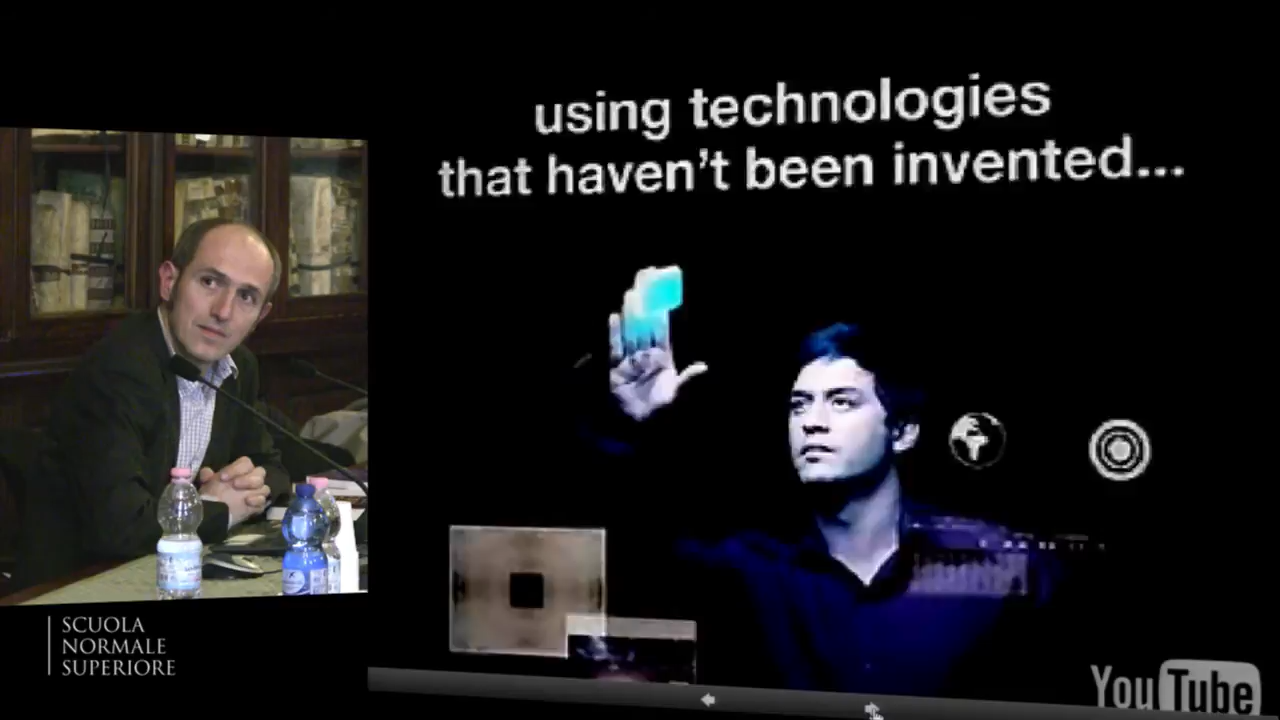 using technologies
that haven't been invented...
SCUOLA
NORMALE
SUPERIORE
YouTube